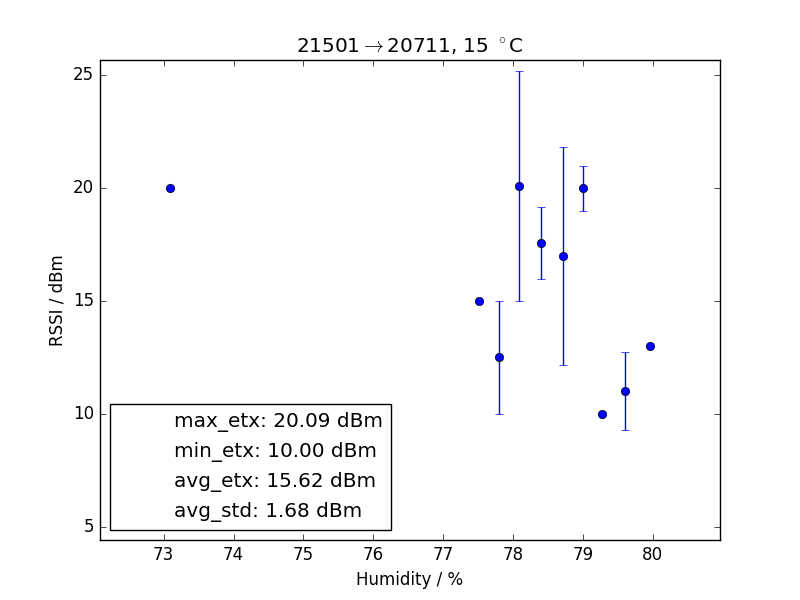 21501→20711, 15 °C
25
20
15
10
5
RSSI / dBm
max_etx: 20.09 dBm
min_etx: 10.00 dBm
avg_etx: 15.62 dBm
avg_std: 1.68 dBm
73 74 75 76 77 78 79 80
Humidity / %